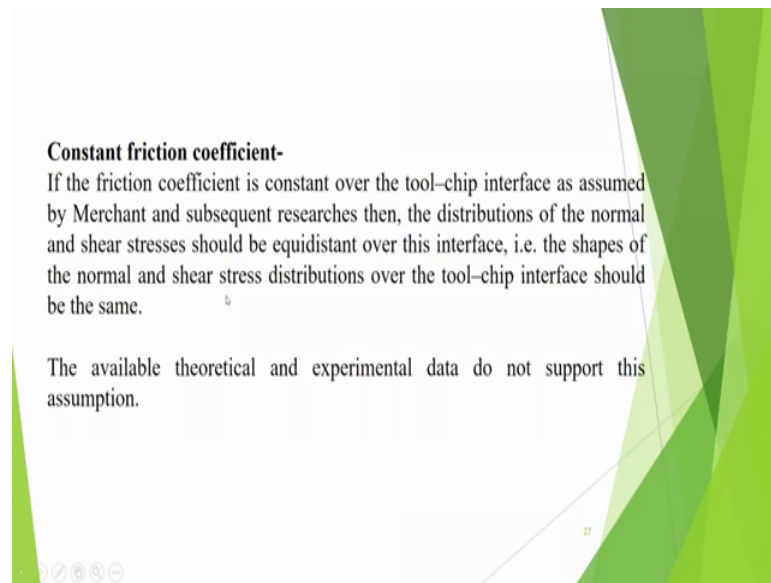 Constant friction coefficient-
If the friction coefficient is constant over the tool–chip interface as assumed
by Merchant and subsequent researches then, the distributions of the normal
and shear stresses should be equidistant over this interface, i.e. the shapes of
the normal and shear stress distributions over the tool–chip interface should
be the same.
The available theoretical and experimental data do not support this
assumption.
27